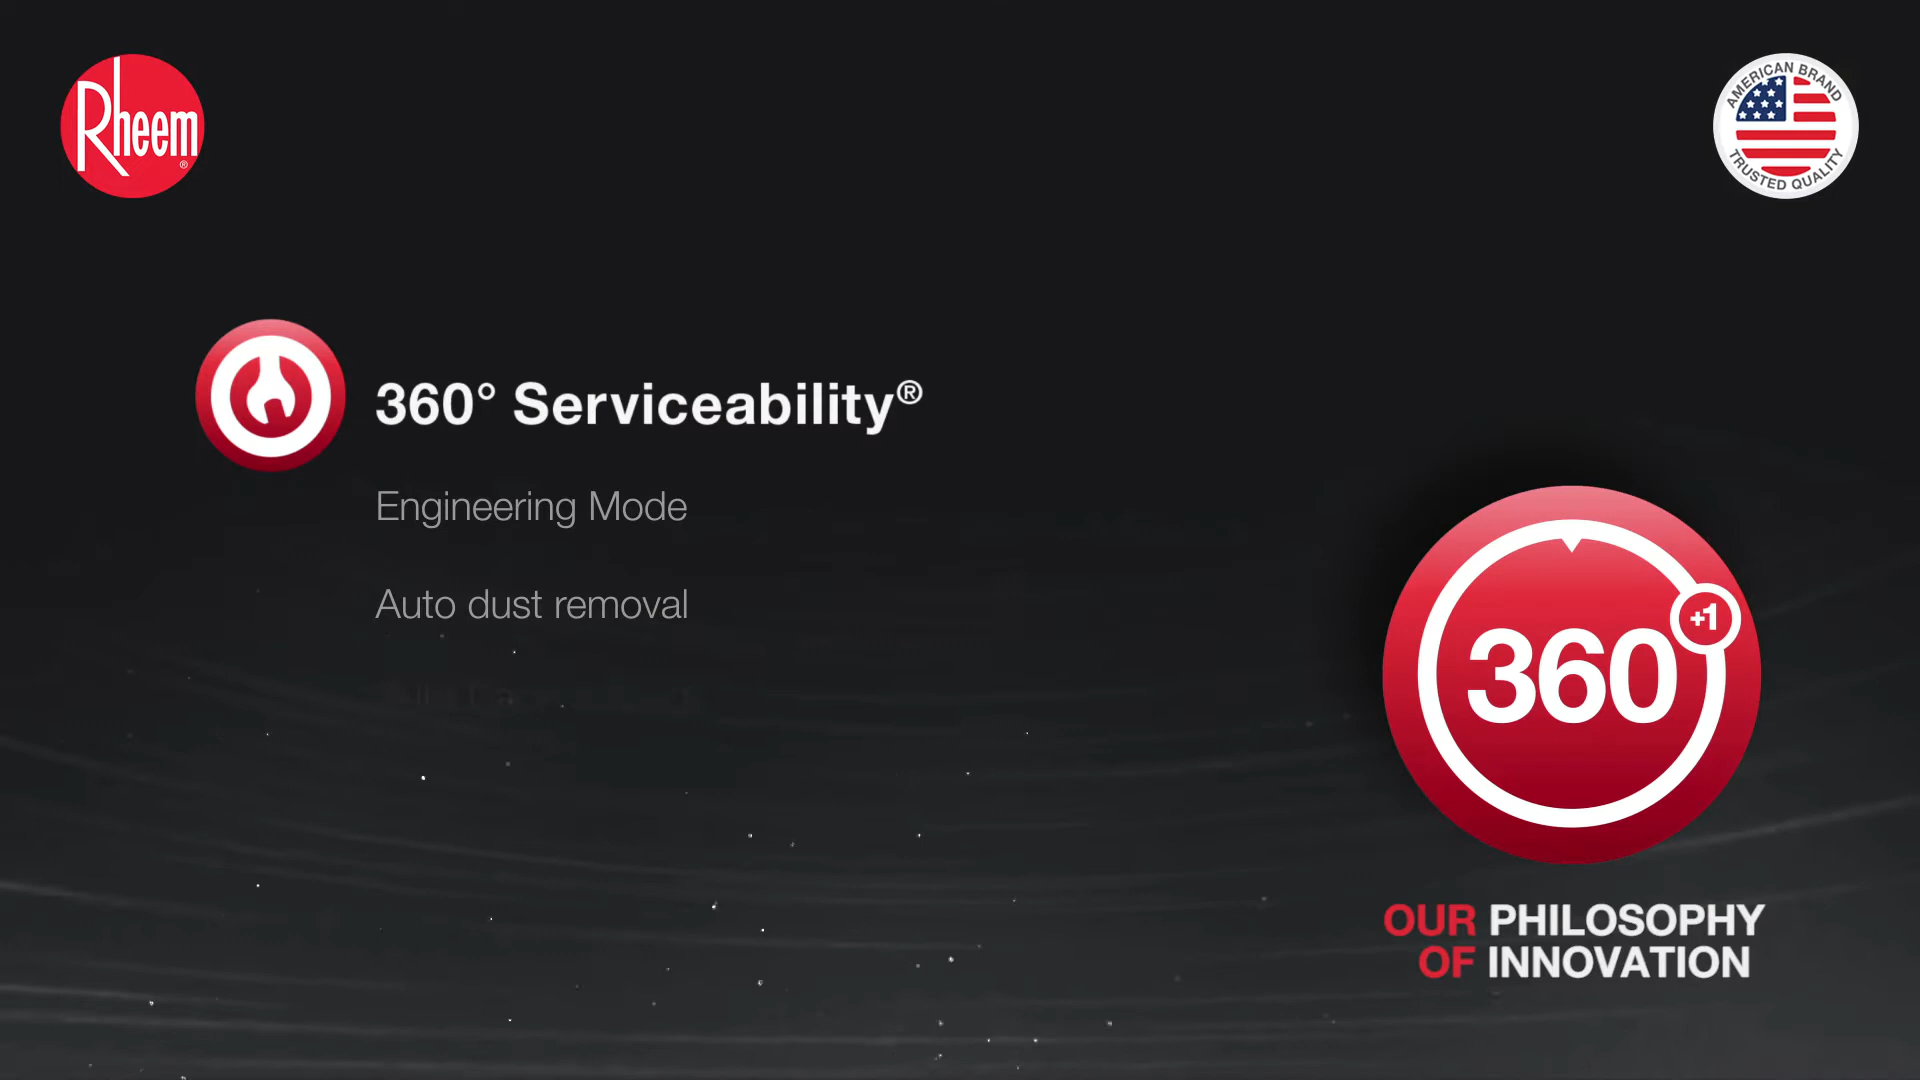 Rheem®
AMERICAN BRAND
TRUSTED QUALITY
360° Serviceability®
Engineering Mode
Auto dust removal
+1
360
OUR PHILOSOPHY
OF INNOVATION